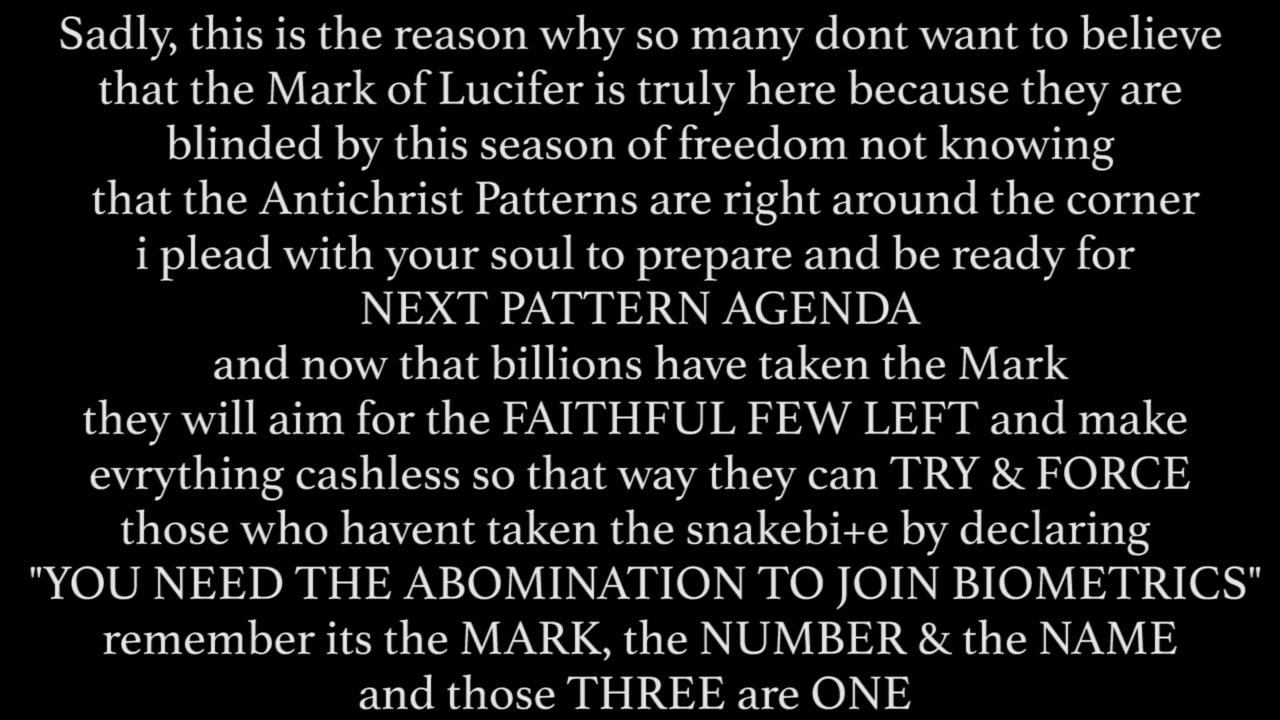 Sadly, this is the reason why so many dont want to believe
that the Mark of Lucifer is truly here because they are
blinded by this season of freedom not knowing
that the Antichrist Patterns are right around the corner
i plead with your soul to prepare and be ready for
NEXT PATTERN AGENDA
and now that billions have taken the Mark
they will aim for the FAITHFUL FEW LEFT and make
evrything cashless so that way they can TRY & FORCE
those who havent taken the snakebi+e by declaring
"YOU NEED THE ABOMINATION TO JOIN BIOMETRICS"
remember its the MARK, the NUMBER & the NAME
and those THREE are ONE